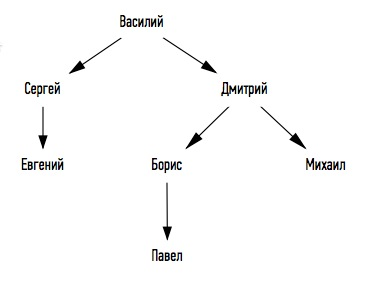 Василий
Сергей
Дмитрий
Евгений
Борис
Михаил
Павел